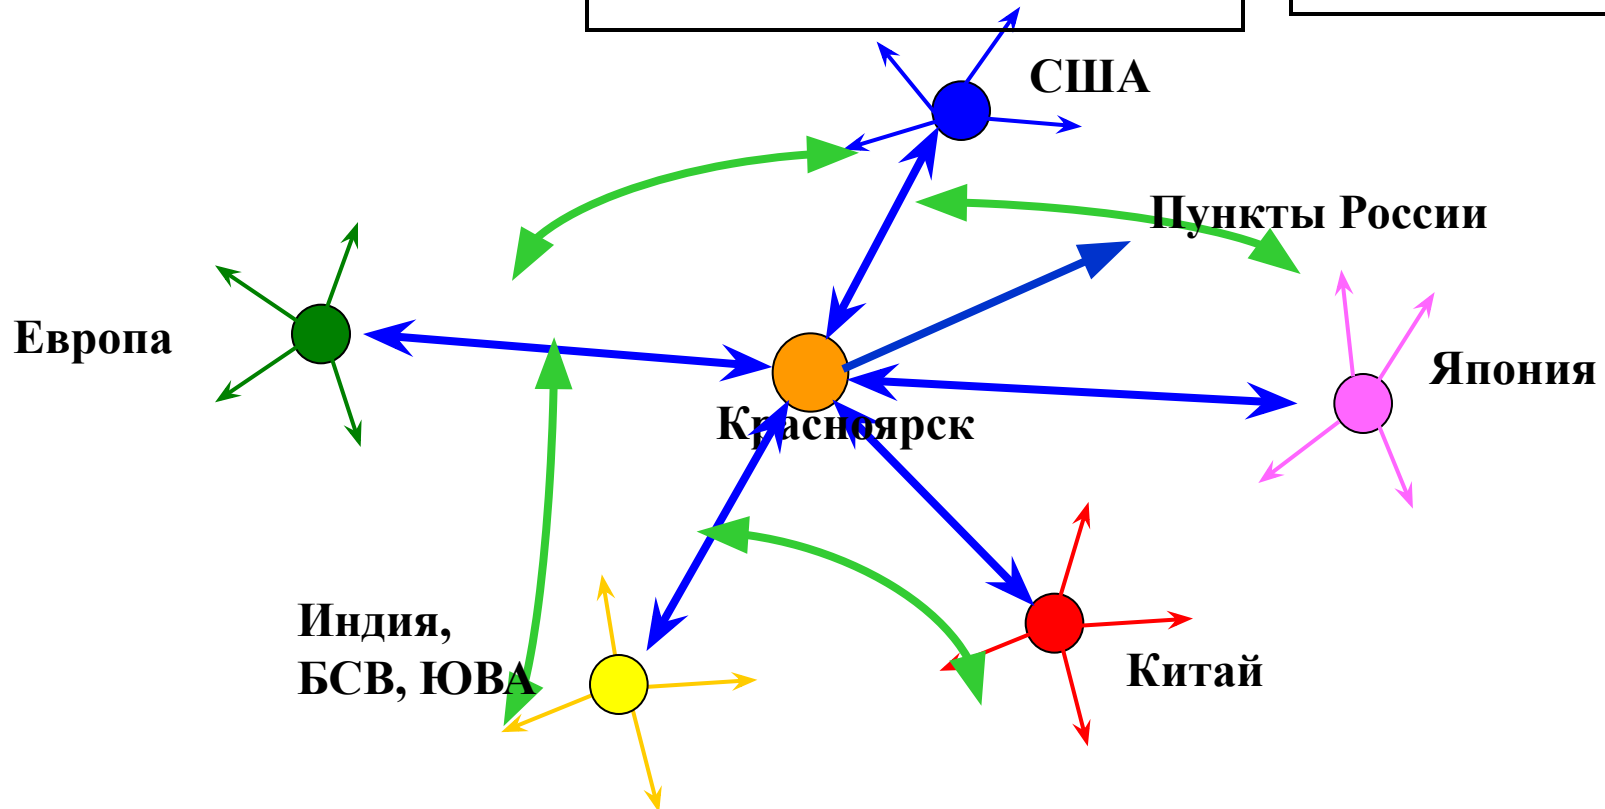 США
Пункты России
Европа
Япония
Красноярск
Индия,
БСВ, ЮВА
Китай